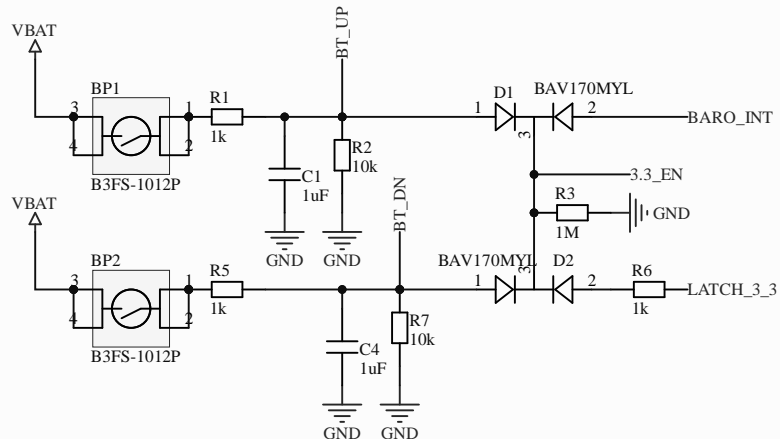 VBAT
BP1
3
4
1
2
B3FS-1012P
R1
1k
BT_UP
C1
1uF
GND
R2
10k
GND
D1
BAV170MYL
1
2
3
BARO_INT
3.3_EN
R3
1M
GND
VBAT
BP2
3
4
1
2
B3FS-1012P
R5
1k
BT_DN
C4
1uF
GND
R7
10k
GND
BAV170MYL
D2
1
3
2
R6
1k
LATCH_3_3